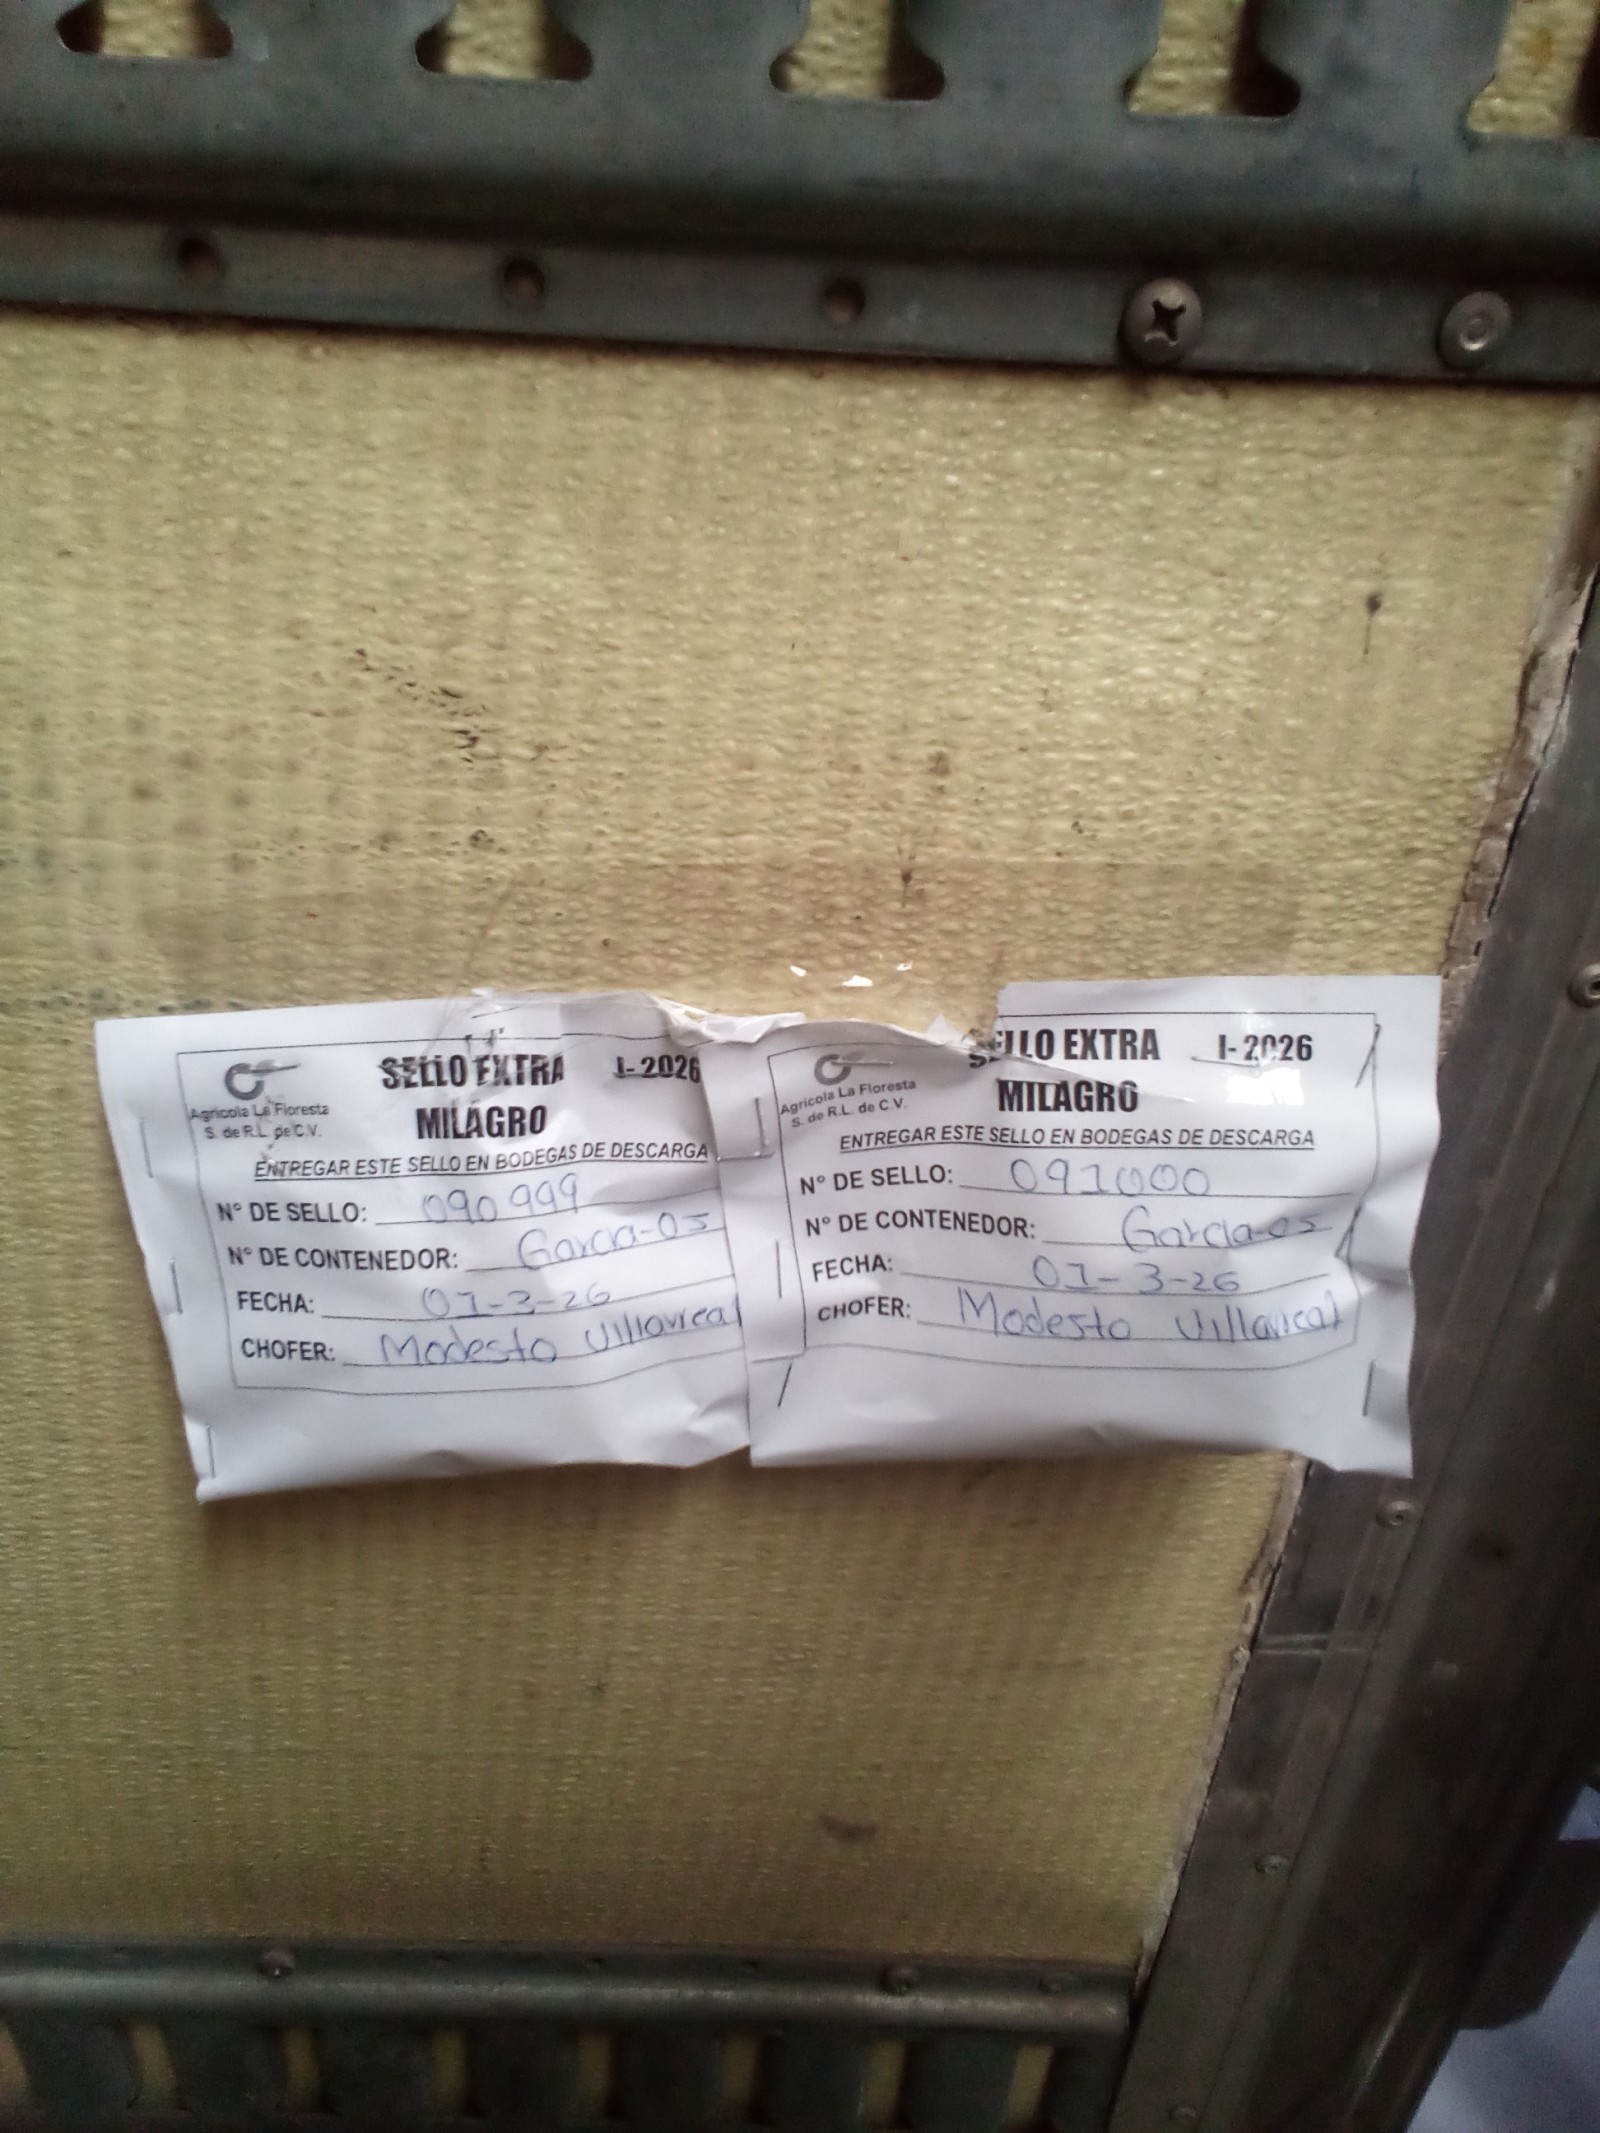 Agricola La Floresta
S. de R.L. de C.V.
SELLO EXTRA I-2026
MILAGRO
ENTREGAR ESTE SELLO EN BODEGAS DE DESCARGA
N° DE SELLO: 090999
N° DE CONTENEDOR: Garcia-05
FECHA: 01-3-26
CHOFER: Modesto Villavreal
Agricola La Floresta
S. de R.L. de C.V.
SELLO EXTRA I-2026
MILAGRO
ENTREGAR ESTE SELLO EN BODEGAS DE DESCARGA
N° DE SELLO: 091000
N° DE CONTENEDOR: Garcia-05
FECHA: 01-3-26
CHOFER: Modesto Villavreal